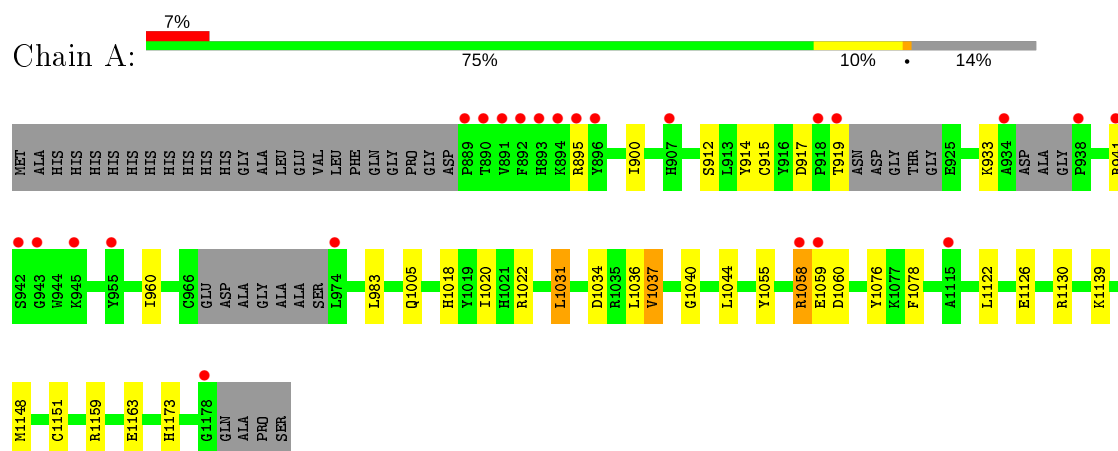 7%
Chain A:
75% 10% • 14%
MET ALA HIS HIS HIS HIS HIS HIS HIS HIS HIS HIS GLY ALA LEU GLU VAL LEU PHE GLN GLY PRO GLY ASP P889 T890 V891 F892 H893 K894 R895 Y896 I900 H907 S912 L913 Y914 C915 Y916 D917 P918 T919 ASN ASP GLY THR GLY E925 K933 A934 ASP ALA GLY P938
S942 G943 W944 K945 Y955 I960 C966 GLU ASP ALA GLY ALA ALA SER L974 L983 Q1005 H1018 Y1019 I1020 H1021 R1022 L1031 D1034 R1035 L1036 V1037 G1040 L1044 Y1055 R1058 E1059 D1060 Y1076 K1077 F1078 A1115 L1122 E1126 R1130 K1139
M1148 C1151 R1159 E1163 H1173 G1178 GLN ALA PRO SER